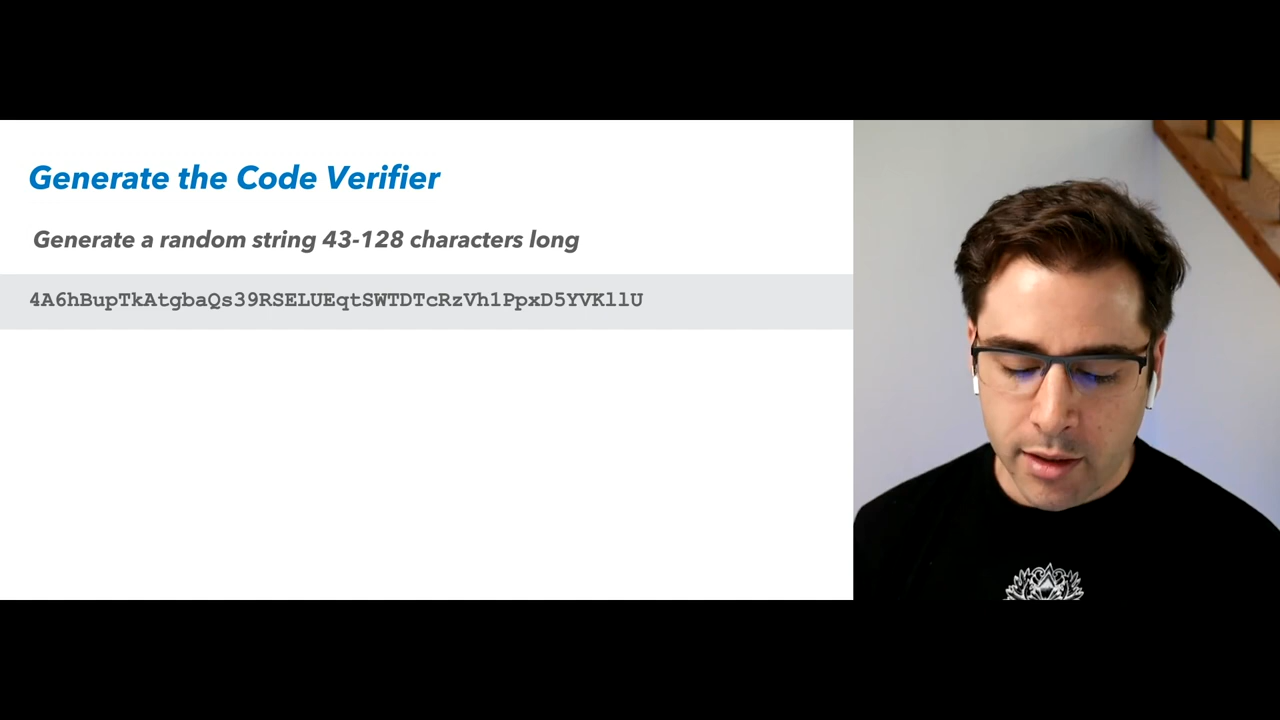 Generate the Code Verifier
Generate a random string 43-128 characters long
4A6hBupTkAtgbaQs39RSELUEqtSWTDTcRzVh1PpxD5YVKllU